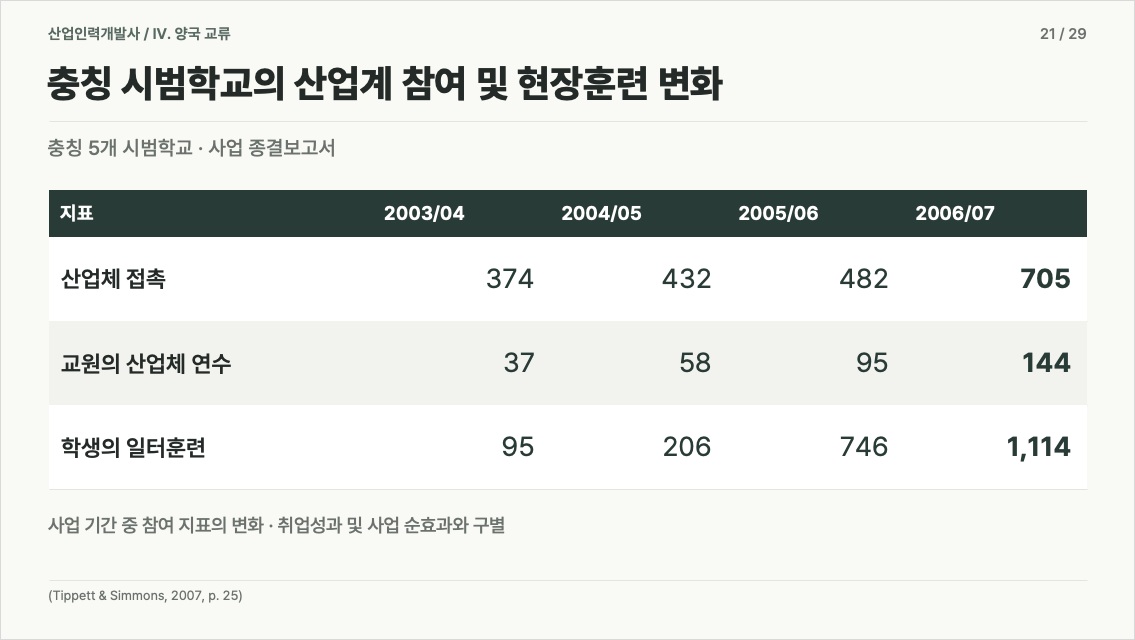 산업인력개발사 / IV. 양국 교류
21 / 29
충칭 시범학교의 산업계 참여 및 현장훈련 변화
충칭 5개 시범학교 · 사업 종결보고서
지표 2003/04 2004/05 2005/06 2006/07
산업체 접촉 374 432 482 705
교원의 산업체 연수 37 58 95 144
학생의 일터훈련 95 206 746 1,114
사업 기간 중 참여 지표의 변화 · 취업성과 및 사업 순효과와 구별
(Tippett & Simmons, 2007, p. 25)